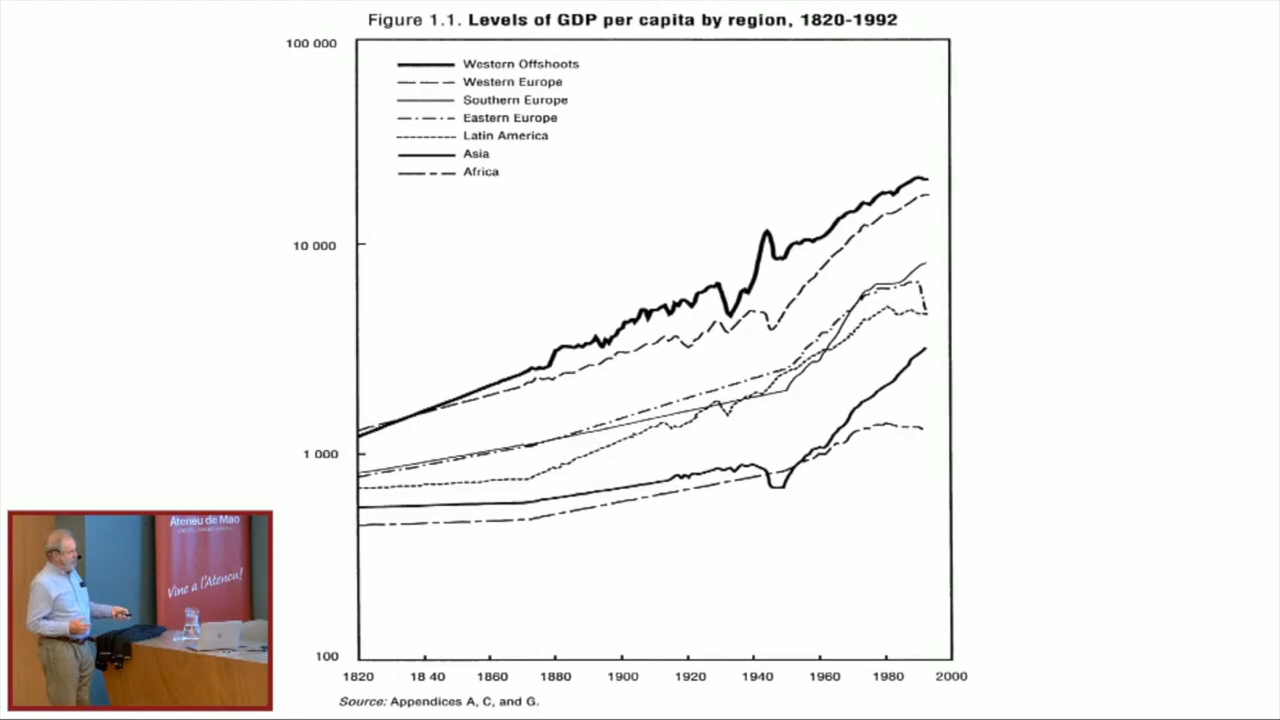 Figure 1.1. Levels of GDP per capita by region, 1820-1992
100 000
Western Offshoots
Western Europe
Southern Europe
Eastern Europe
Latin America
Asia
Africa
10 000
1 000
100
1820 18 40 1860 1880 1900 1920 1940 1960 1980 2000
Source: Appendices A, C, and G.
Ateneu de Maó
Vine a l'Ateneu!